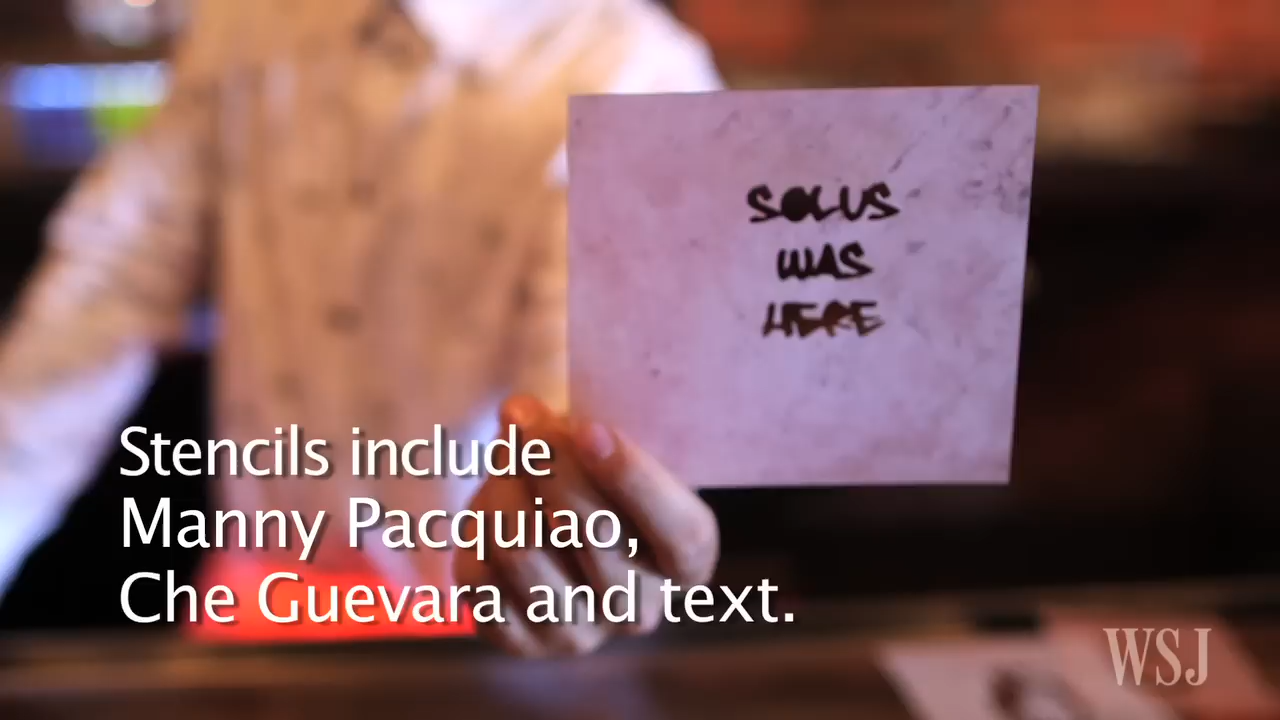 SOLUS
WAS
HERE
Stencils include
Manny Pacquiao,
Che Guevara and text.
WSJ